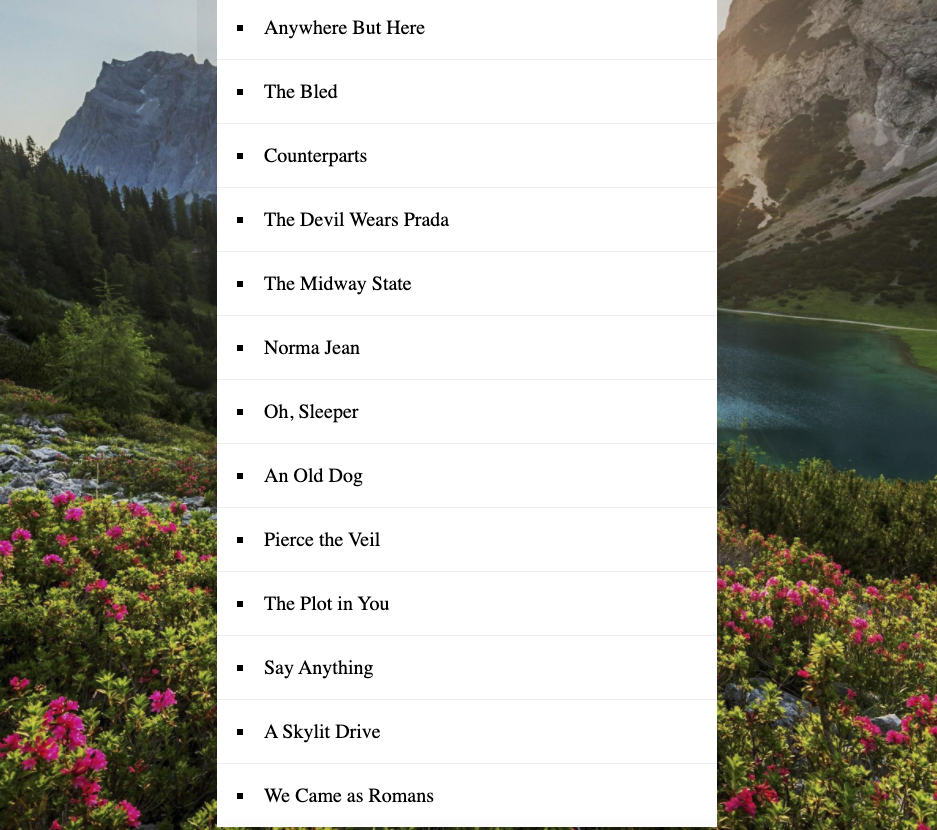 Anywhere But Here
The Bled
Counterparts
The Devil Wears Prada
The Midway State
Norma Jean
Oh, Sleeper
An Old Dog
Pierce the Veil
The Plot in You
Say Anything
A Skylit Drive
We Came as Romans